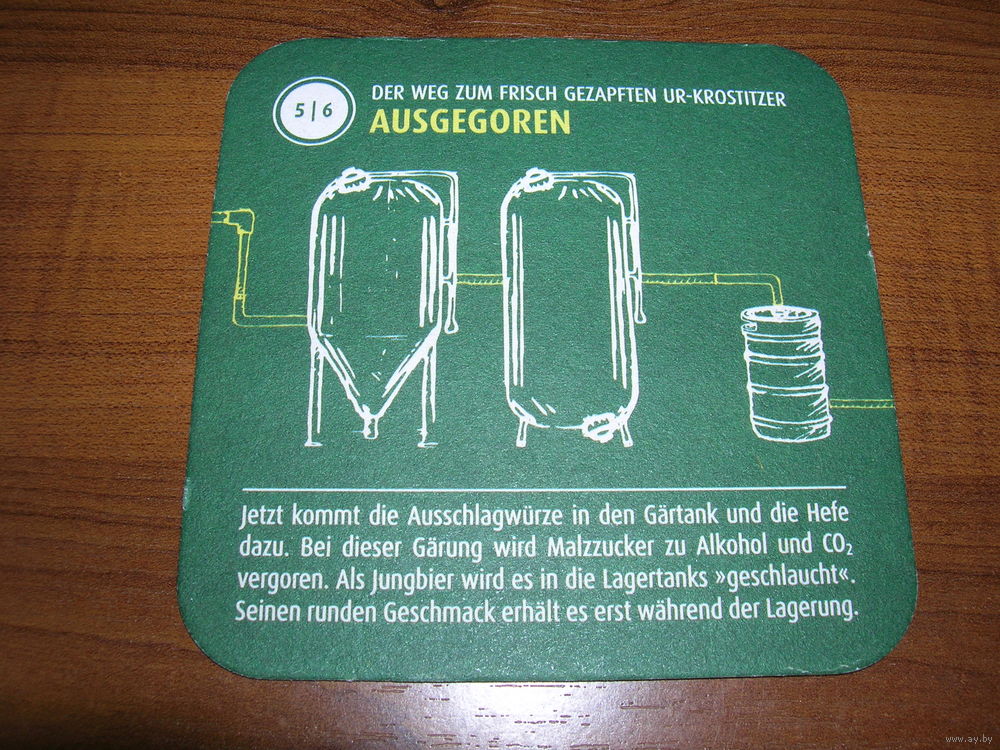 5 | 6
DER WEG ZUM FRISCH GEZAPFTEN UR-KROSTITZER
AUSGEGOREN
Jetzt kommt die Ausschlagwürze in den Gärtank und die Hefe
dazu. Bei dieser Gärung wird Malzzucker zu Alkohol und CO₂
vergoren. Als Jungbier wird es in die Lagertanks »geschlaucht«.
Seinen runden Geschmack erhält es erst während der Lagerung.
www.ay.by